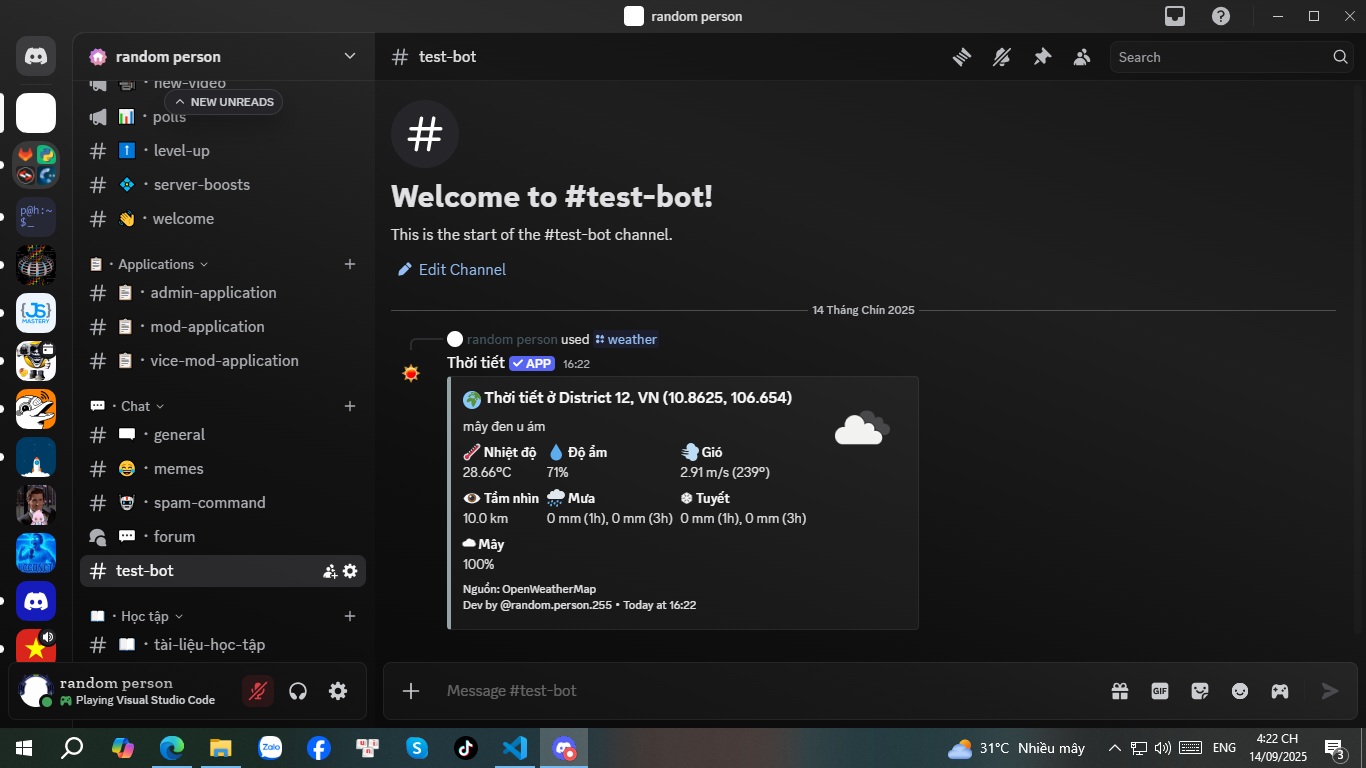 random person
random person
new-video
NEW UNREADS
polls
level-up
server-boosts
welcome
Applications
admin-application
mod-application
vice-mod-application
Chat
general
memes
spam-command
forum
test-bot
Học tập
tài-liệu-học-tập
random person
Playing Visual Studio Code
p@h:~
$_
JS
MASTERY
test-bot
Search
Welcome to #test-bot!
This is the start of the #test-bot channel.
Edit Channel
14 Tháng Chín 2025
random person used weather
Thời tiết APP 16:22
Thời tiết ở District 12, VN (10.8625, 106.654)
mây đen u ám
Nhiệt độ Độ ẩm Gió
28.66ºC 71% 2.91 m/s (239º)
Tầm nhìn Mưa Tuyết
10.0 km 0 mm (1h), 0 mm (3h) 0 mm (1h), 0 mm (3h)
Mây
100%
Nguồn: OpenWeatherMap
Dev by @random.person.255 • Today at 16:22
Message #test-bot
GIF
Zalo
31°C Nhiều mây
ENG
4:22 CH
14/09/2025
3